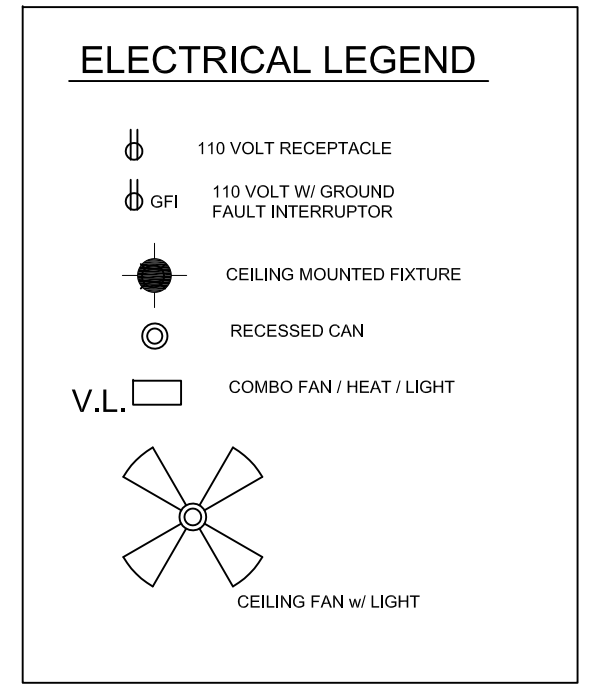 ELECTRICAL LEGEND
110 VOLT RECEPTACLE
GFI 110 VOLT W/ GROUND
FAULT INTERRUPTOR
CEILING MOUNTED FIXTURE
RECESSED CAN
V.L. COMBO FAN / HEAT / LIGHT
CEILING FAN w/ LIGHT